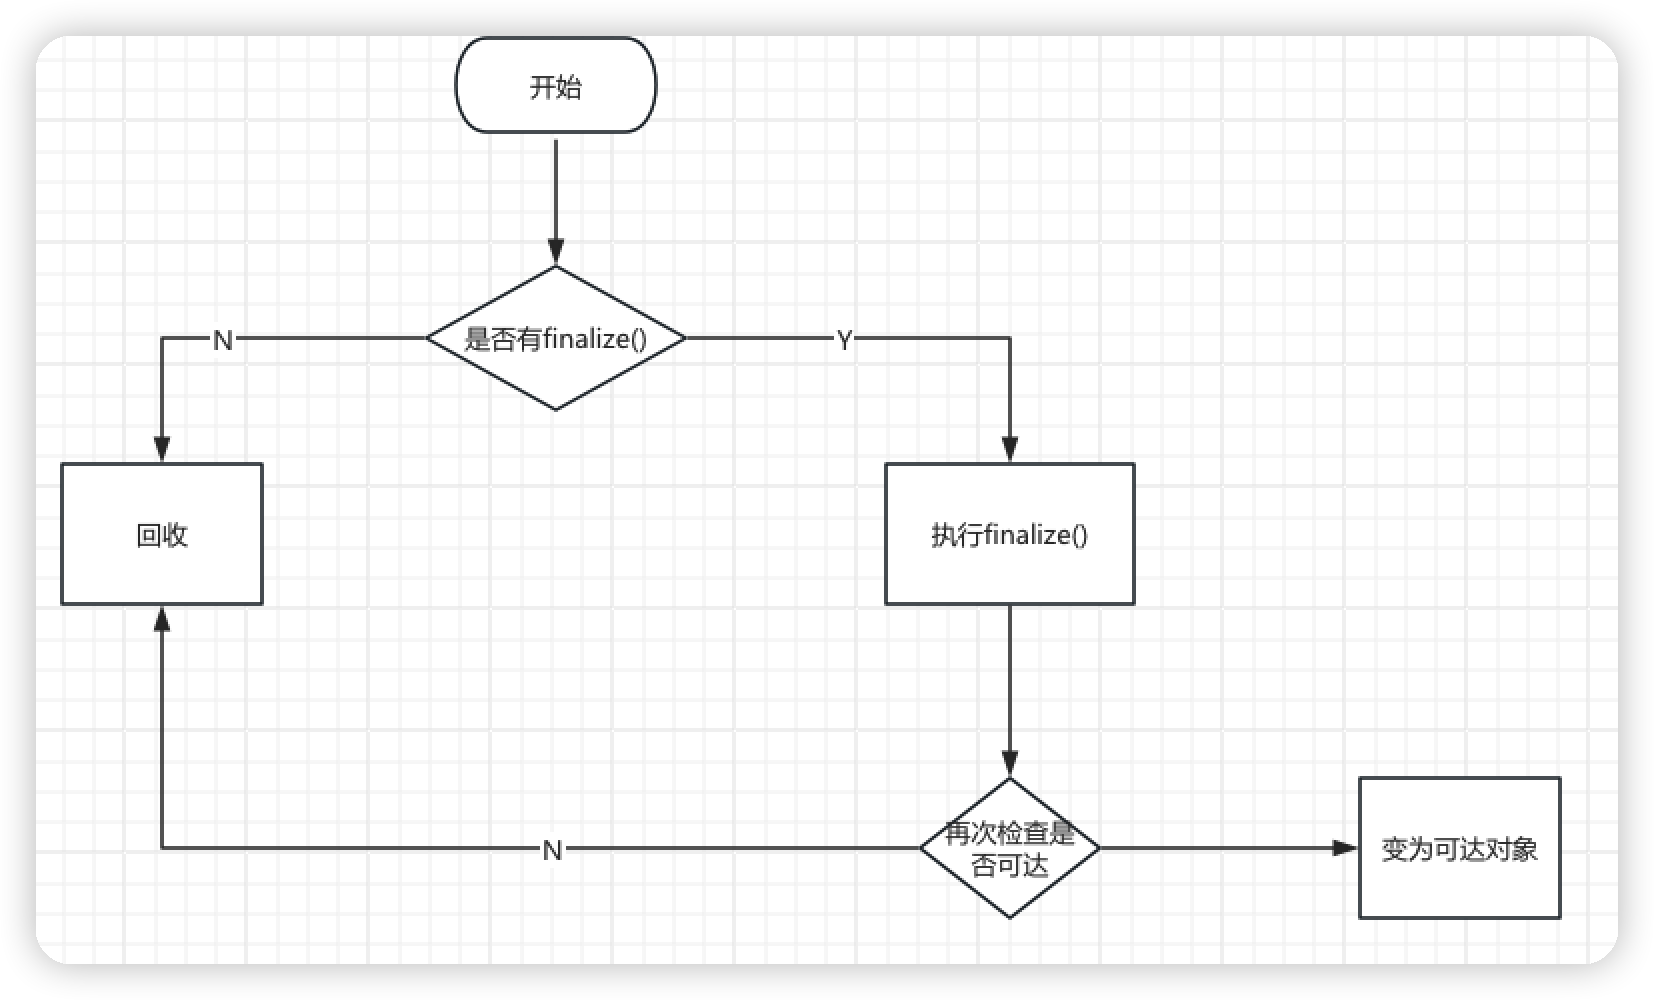 开始
N
是否有finalize()
Y
回收
执行finalize()
再次检查是
否可达
N
变为可达对象